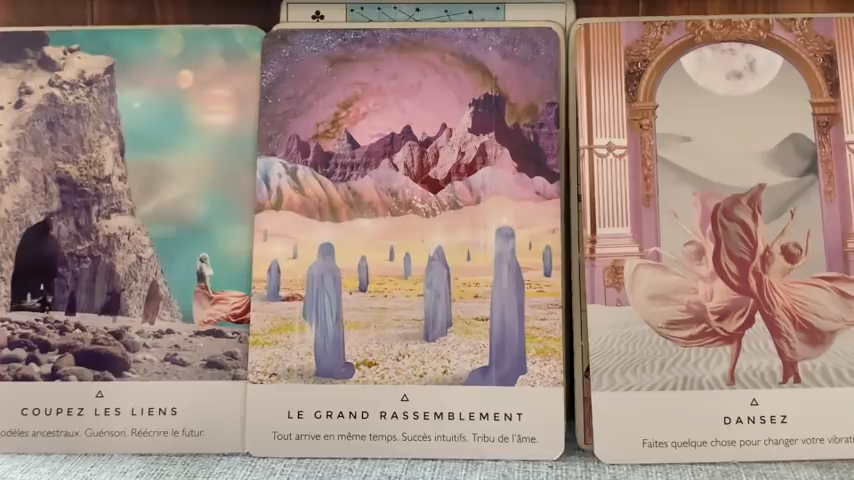 COUPEZ LES LIENS
odèles ancestraux. Guérison. Réécrire le futur.
LE GRAND RASSEMBLEMENT
Tout arrive en même temps. Succès intuitifs. Tribu de l'âme.
DANSEZ
Faites quelque chose pour changer votre vibrati